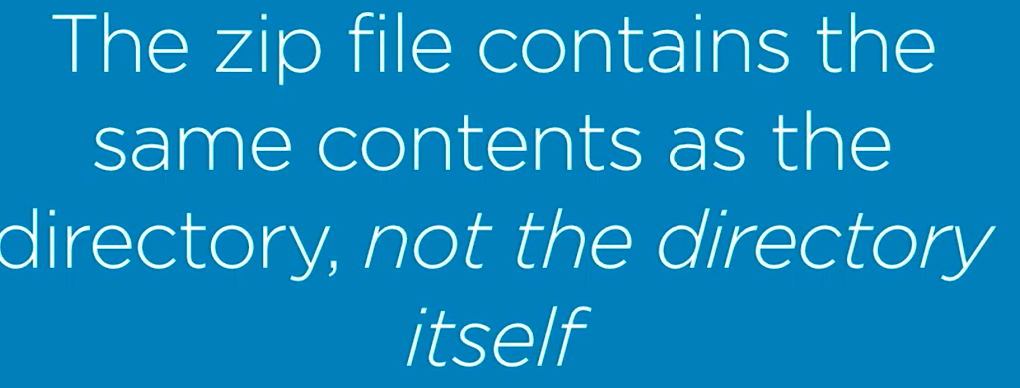 The zip file contains the
same contents as the
directory, not the directory
itself